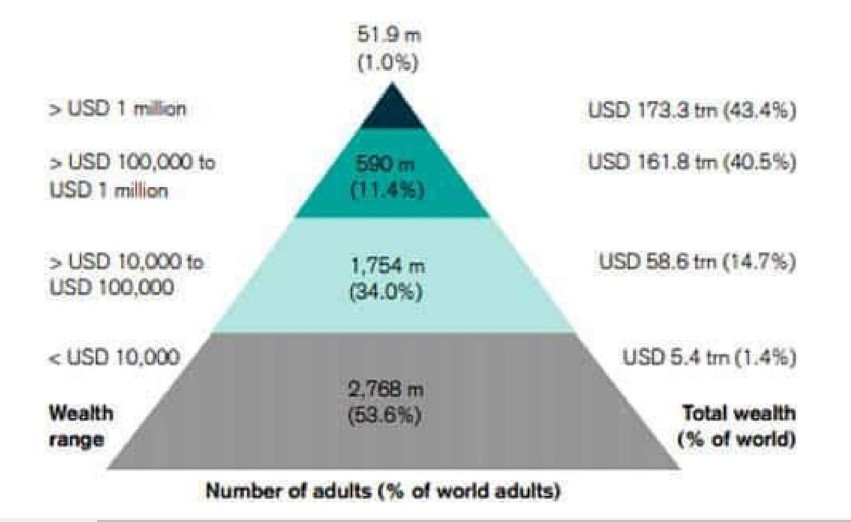 51.9 m
(1.0%)
> USD 1 million
USD 173.3 trn (43.4%)
> USD 100,000 to
USD 1 million
590 m
(11.4%)
USD 161.8 trn (40.5%)
> USD 10,000 to
USD 100,000
1,754 m
(34.0%)
USD 58.6 trn (14.7%)
< USD 10,000
2,768 m
(53.6%)
USD 5.4 trn (1.4%)
Wealth
range
Total wealth
(% of world)
Number of adults (% of world adults)